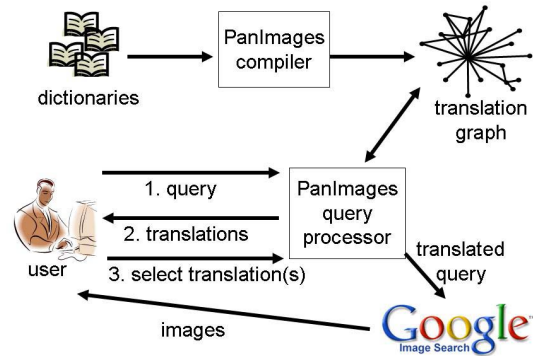 dictionaries
PanImages
compiler
translation
graph
1. query
2. translations
3. select translation(s)
user
PanImages
query
processor
translated
query
images
Google
Image Search